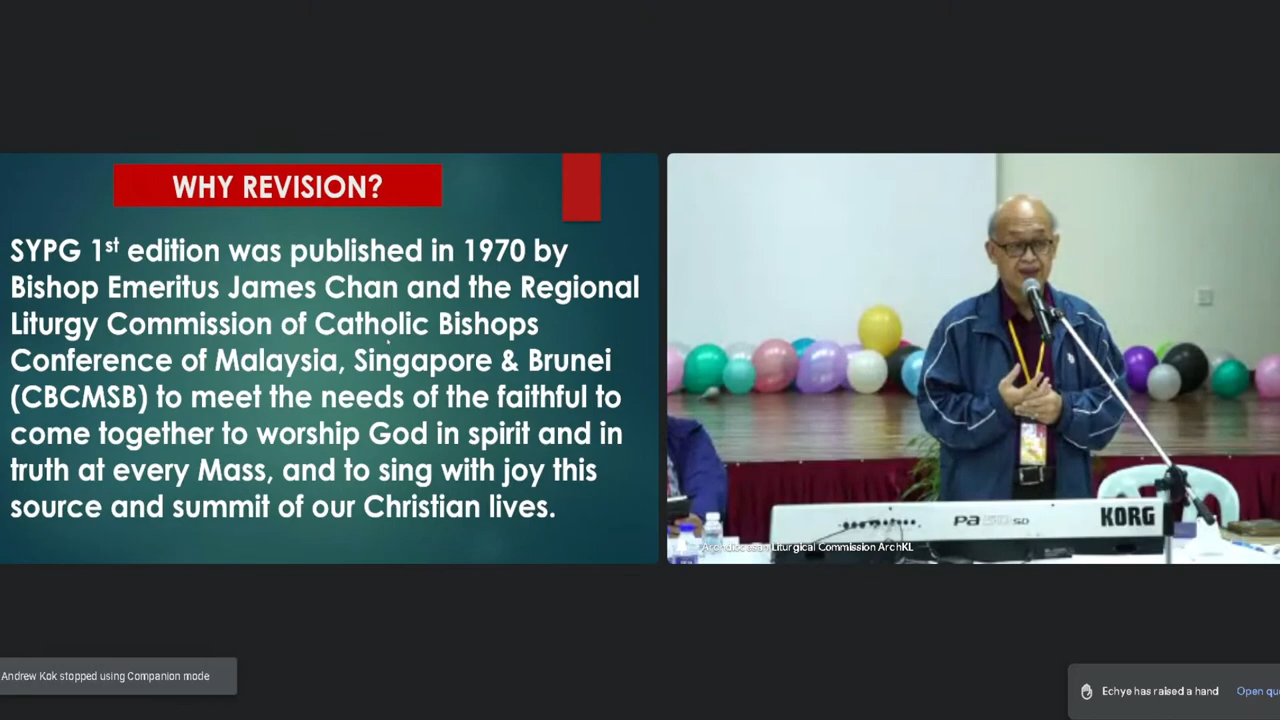 WHY REVISION?
SYPG 1st edition was published in 1970 by
Bishop Emeritus James Chan and the Regional
Liturgy Commission of Catholic Bishops
Conference of Malaysia, Singapore & Brunei
(CBCMSB) to meet the needs of the faithful to
come together to worship God in spirit and in
truth at every Mass, and to sing with joy this
source and summit of our Christian lives.
KORG
Archdiocesan Liturgical Commission ArchKL
Andrew Kok stopped using Companion mode
Echye has raised a hand
Open qu